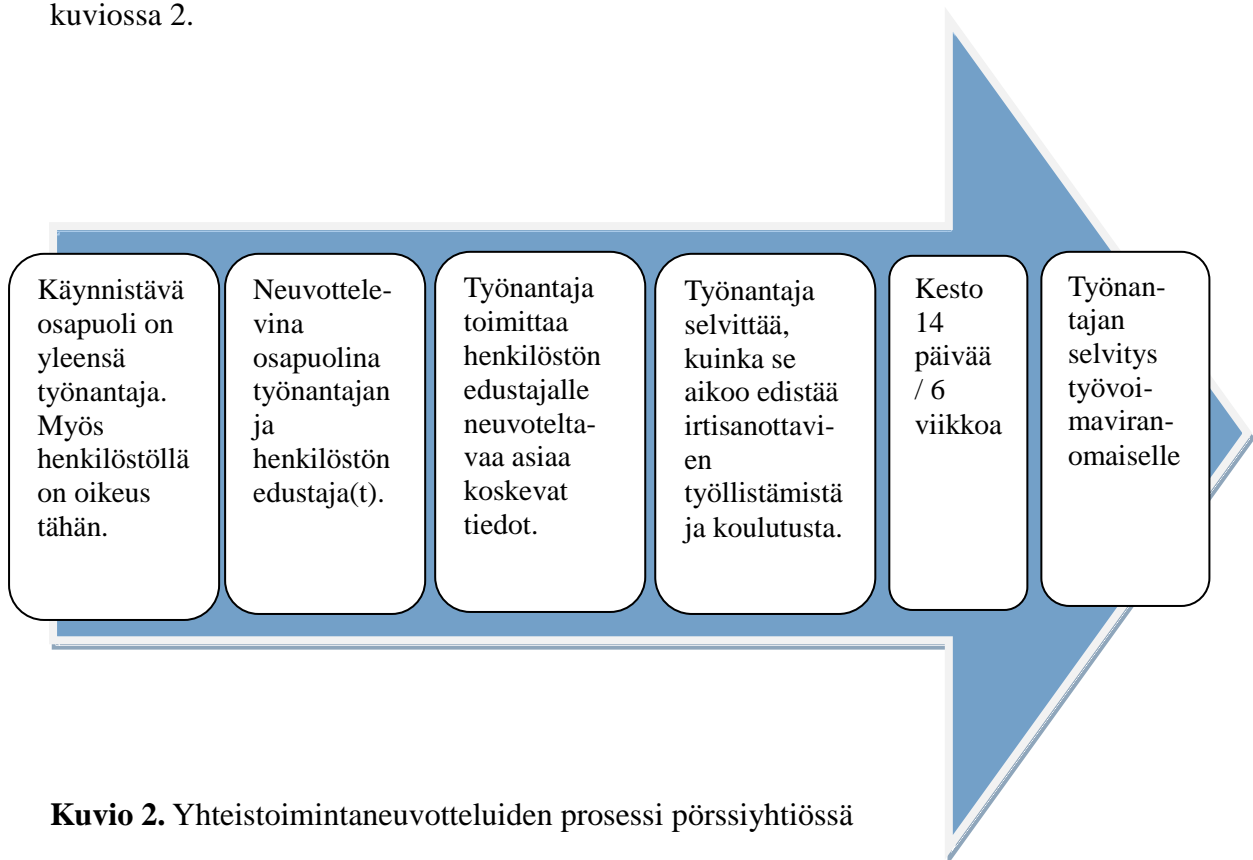 kuviossa 2.
Käynnistävä
osapuoli on
yleensä
työnantaja.
Myös
henkilöstöllä
on oikeus
tähän.
Neuvottele-
vina
osapuolina
työnantajan
ja
henkilöstön
edustaja(t).
Työnantaja
toimittaa
henkilöstön
edustajalle
neuvotelta-
vaa asiaa
koskevat
tiedot.
Työnantaja
selvittää,
kuinka se
aikoo edistää
irtisanottavi-
en
työllistämistä
ja koulutusta.
Kesto
14
päivää
/ 6
viikkoa
Työnan-
tajan
selvitys
työvoi-
maviran-
omaiselle
Kuvio 2. Yhteistoimintaneuvotteluiden prosessi pörssiyhtiössä